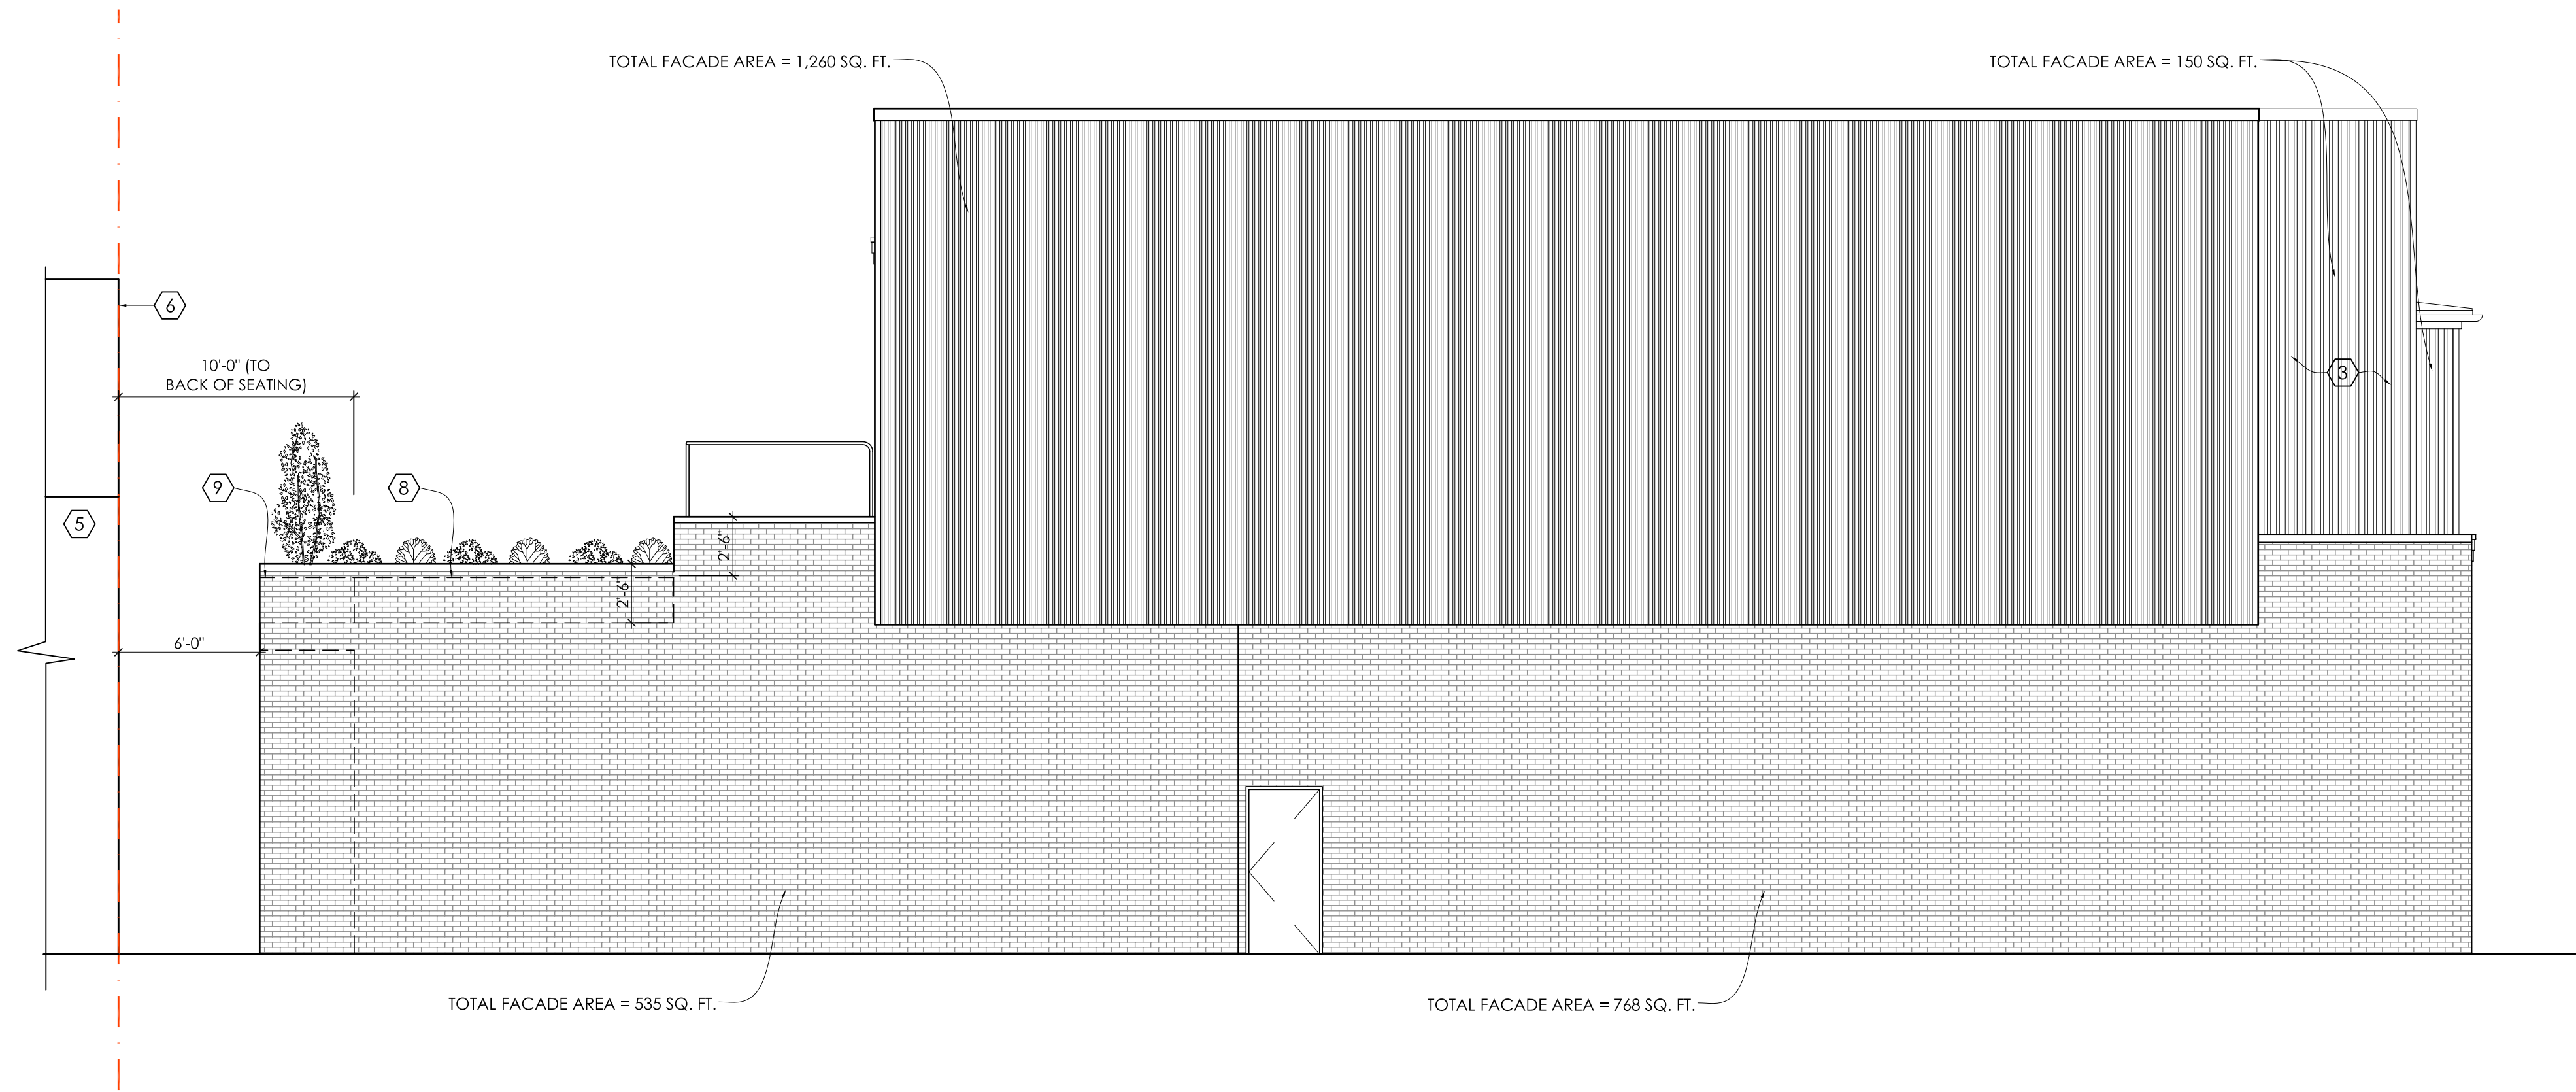 TOTAL FACADE AREA = 1,260 SQ. FT.
TOTAL FACADE AREA = 150 SQ. FT.
6
10'-0" (TO
BACK OF SEATING)
3
9
8
5
2'-6"
2'-6"
6'-0"
TOTAL FACADE AREA = 535 SQ. FT.
TOTAL FACADE AREA = 768 SQ. FT.